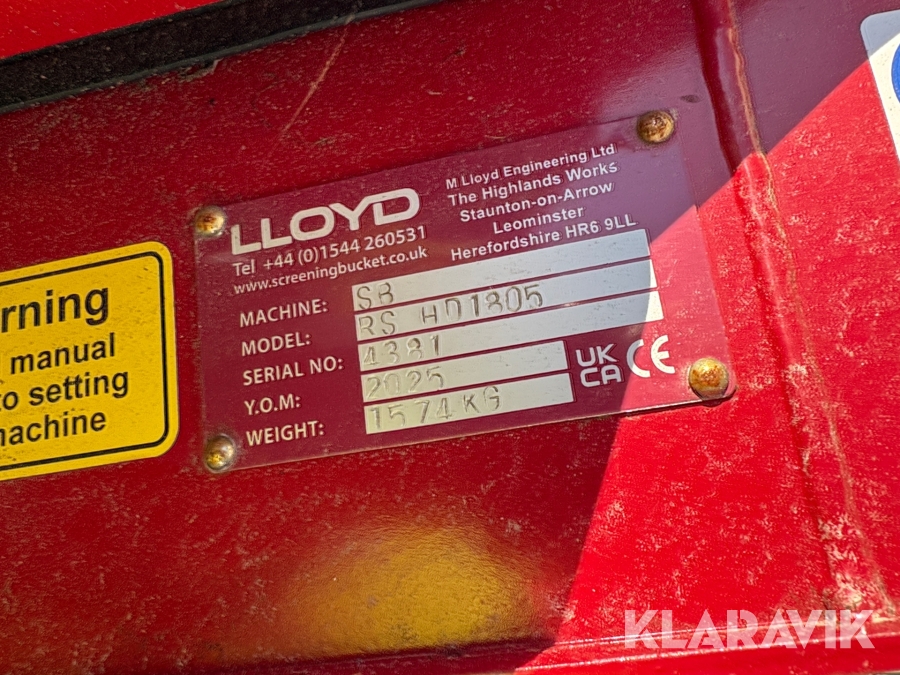 LLOYD
Tel +44 (0)1544 260531
www.screeningbucket.co.uk
M Lloyd Engineering Ltd
The Highlands Works
Staunton-on-Arrow
Leominster
Herefordshire HR6 9LL
MACHINE: SB
MODEL: RS HD1805
SERIAL NO: 4381
Y.O.M: 2025
WEIGHT: 1574KG
UK
CA CE
rning
manual
to setting
machine
KLARAVIK